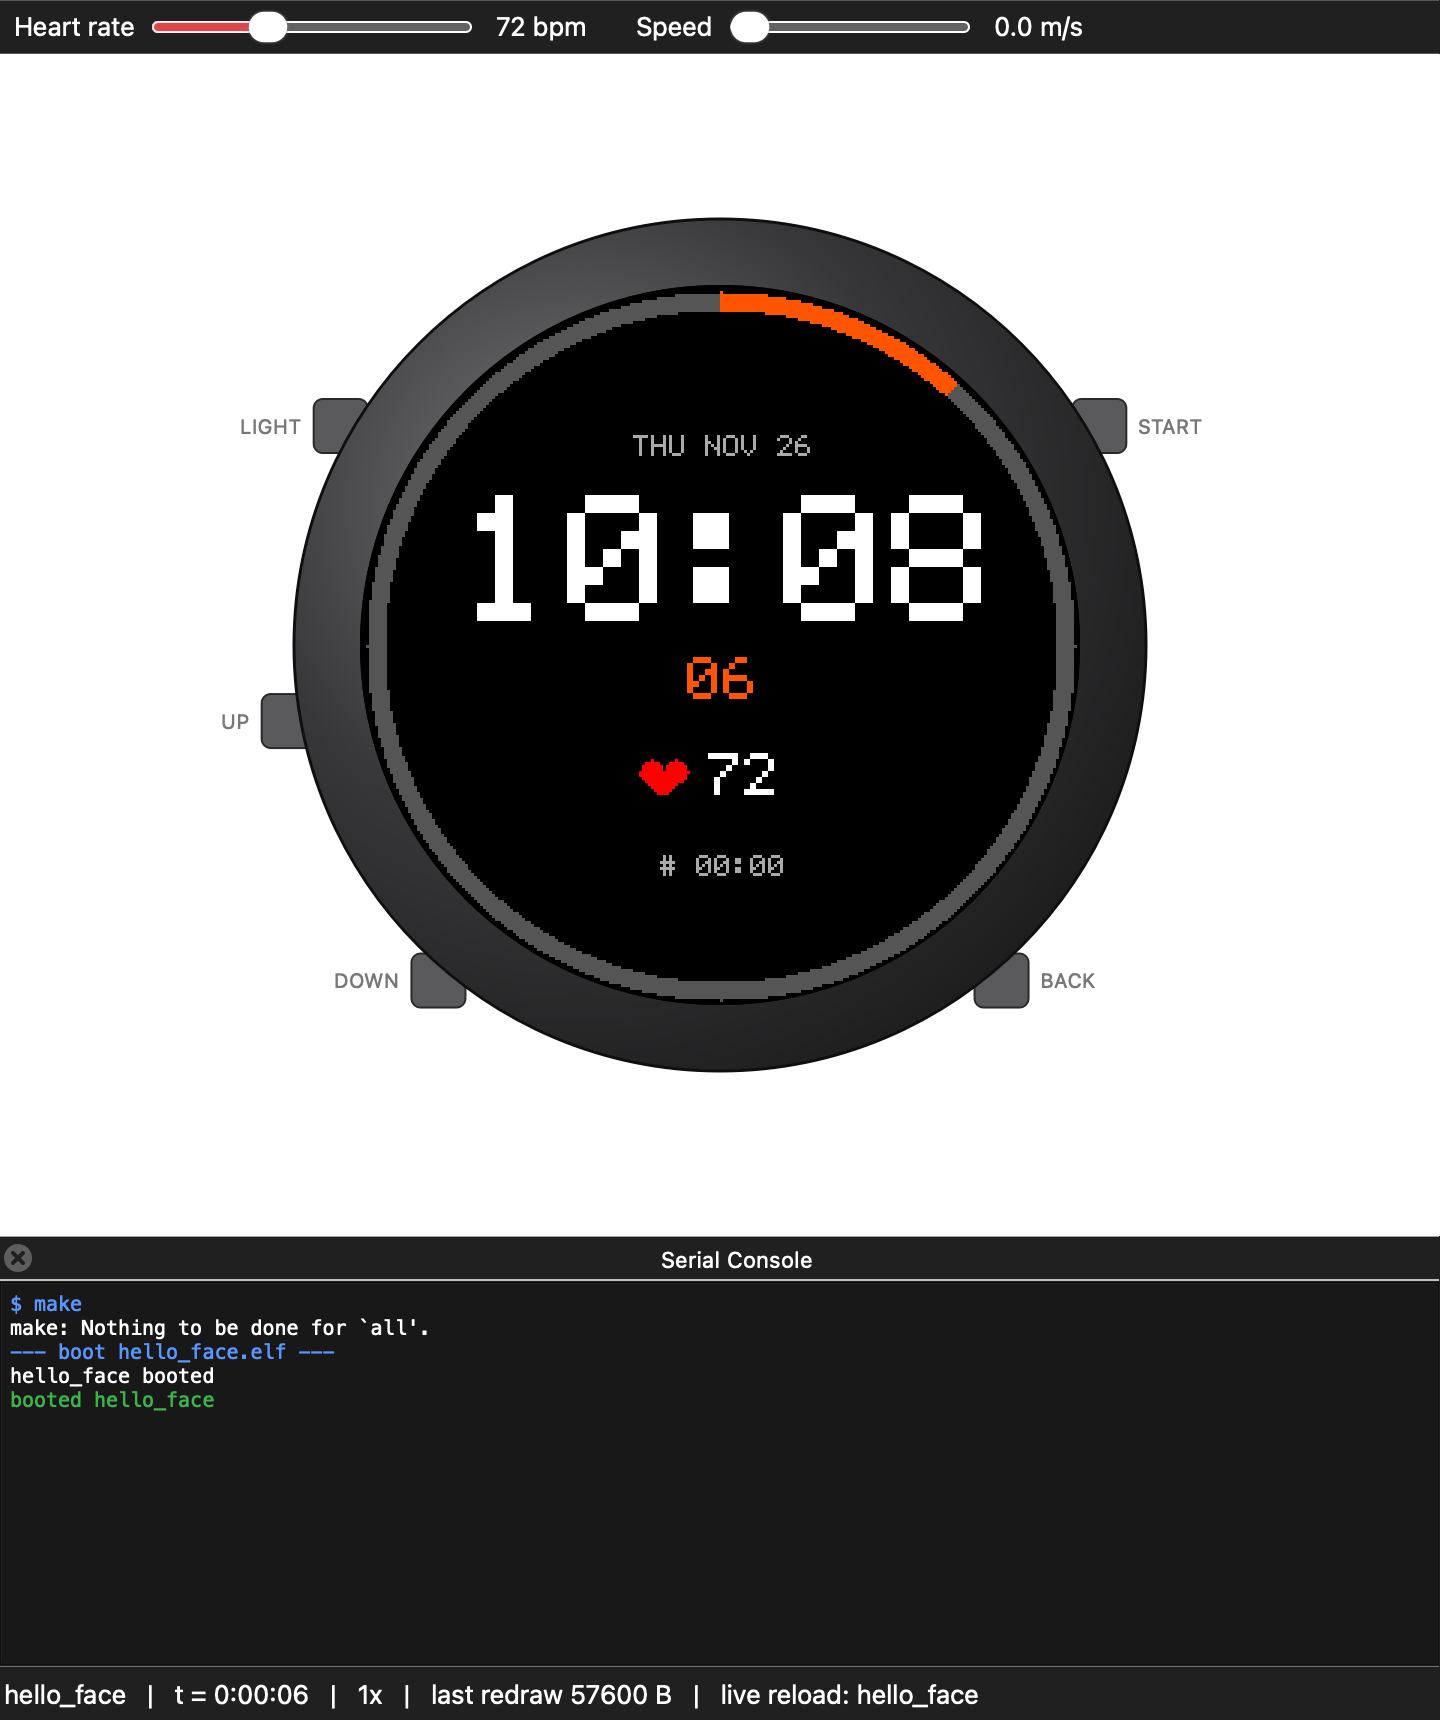 Heart rate 72 bpm Speed 0.0 m/s
LIGHT
START
THU NOV 26
10:08
06
UP
72
# 00:00
DOWN
BACK
Serial Console
$ make
make: Nothing to be done for `all'.
--- boot hello_face.elf ---
hello_face booted
booted hello_face
hello_face | t = 0:00:06 | 1x | last redraw 57600 B | live reload: hello_face